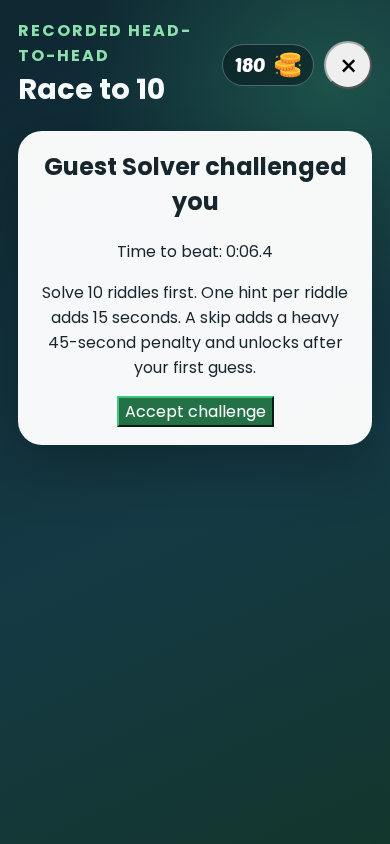 RECORDED HEAD-
TO-HEAD
Race to 10
180
×
Guest Solver challenged
you
Time to beat: 0:06.4
Solve 10 riddles first. One hint per riddle
adds 15 seconds. A skip adds a heavy
45-second penalty and unlocks after
your first guess.
Accept challenge